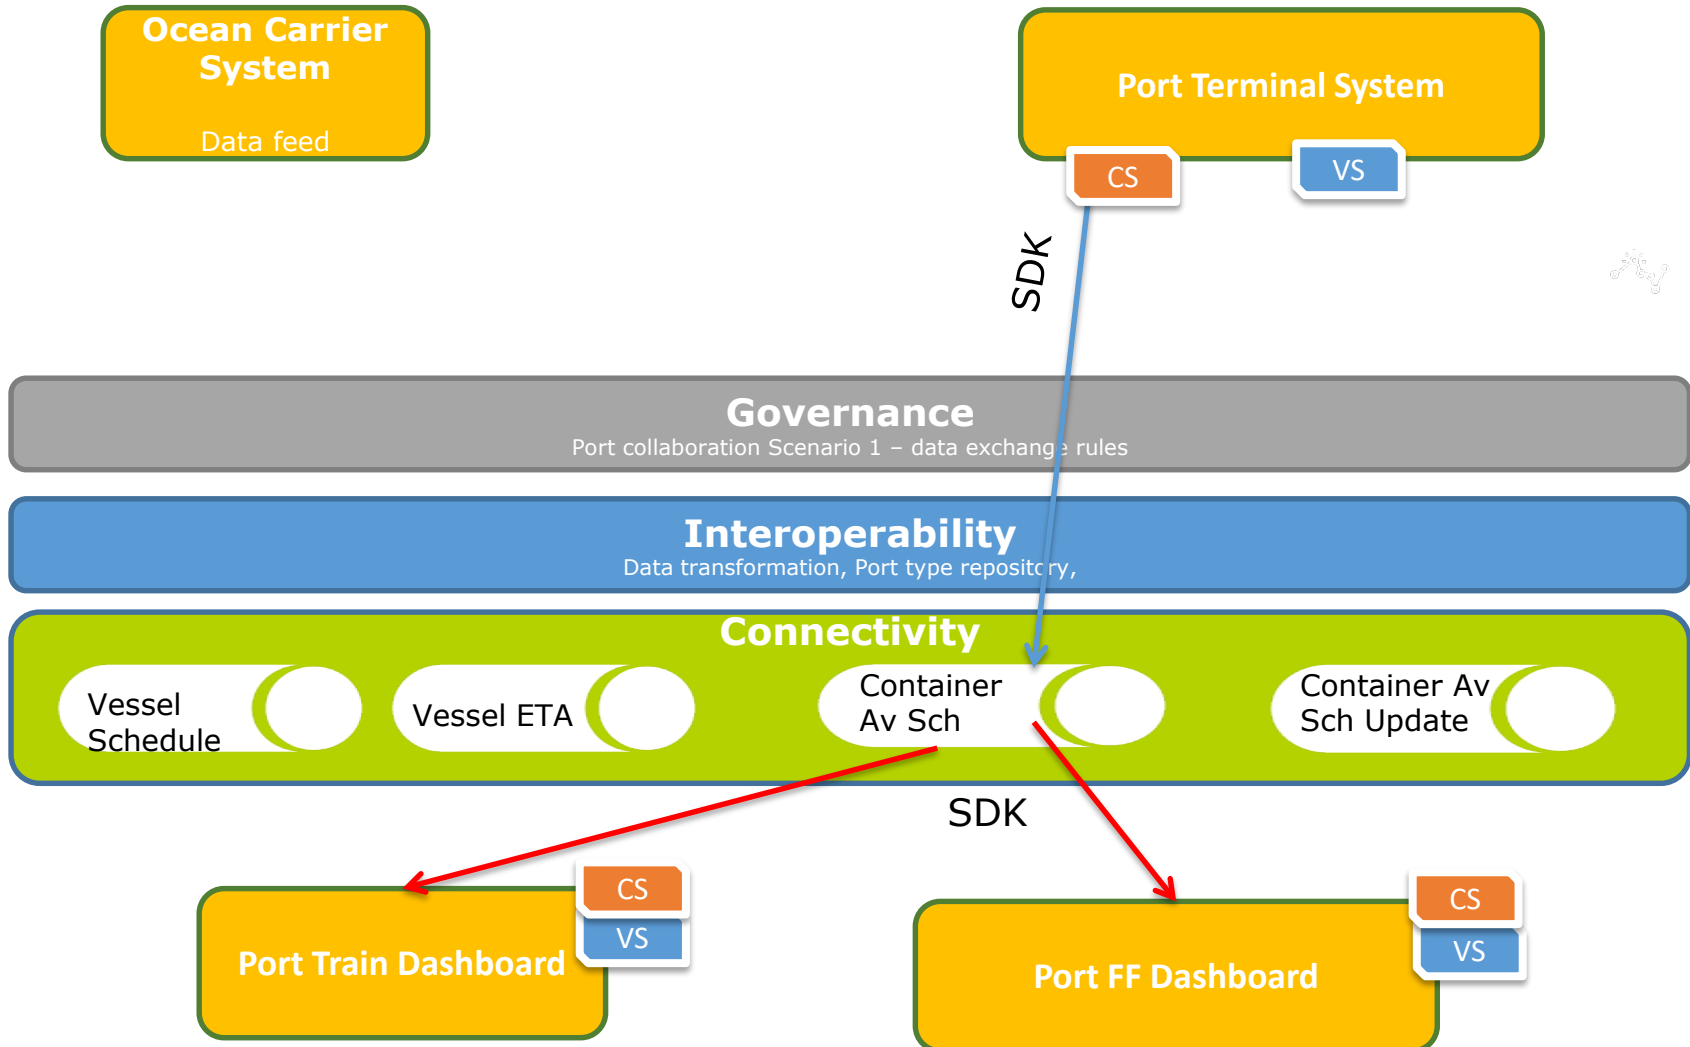 Ocean Carrier
System
Data feed
Port Terminal System
CS
VS
SDK
Governance
Port collaboration Scenario 1 – data exchange rules
Interoperability
Data transformation, Port type repository,
Connectivity
Vessel
Schedule
Vessel ETA
Container
Av Sch
Container Av
Sch Update
SDK
CS
VS
Port Train Dashboard
CS
VS
Port FF Dashboard